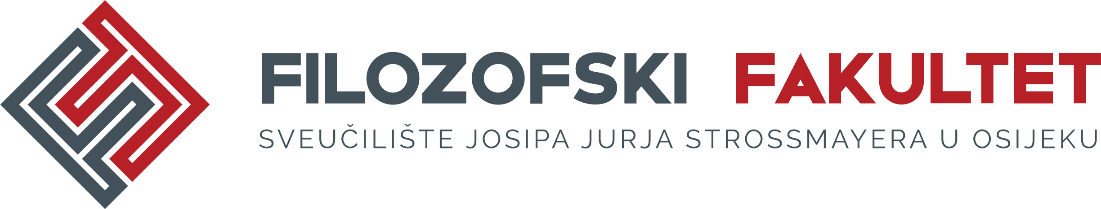 FILOZOFSKI FAKULTET
SVEUČILIŠTE JOSIPA JURJA STROSSMAYERA U OSIJEKU